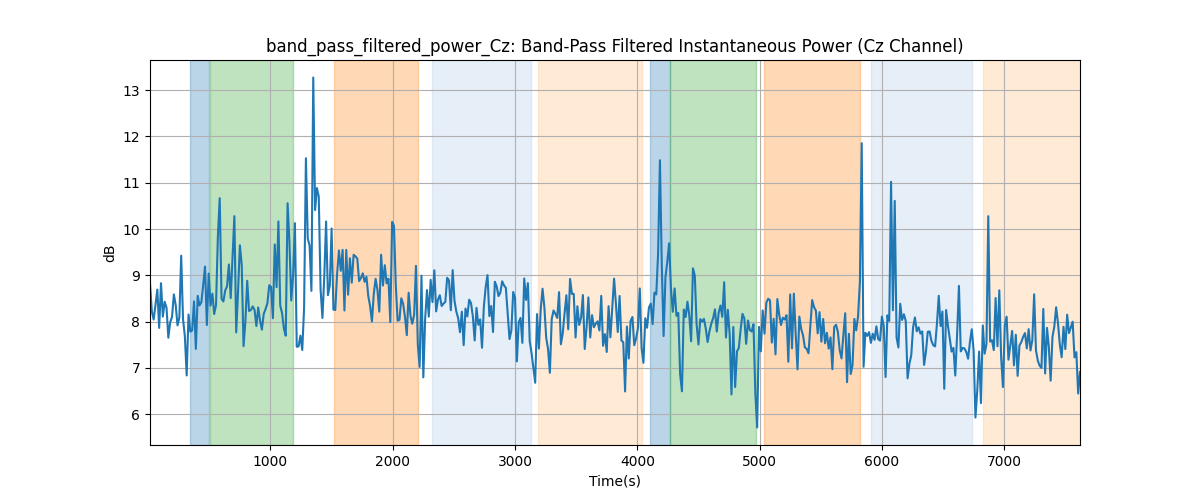 band_pass_filtered_power_Cz: Band-Pass Filtered Instantaneous Power (Cz Channel)
13
12
11
10
9
8
7
6
dB
1000 2000 3000 4000 5000 6000 7000
Time(s)